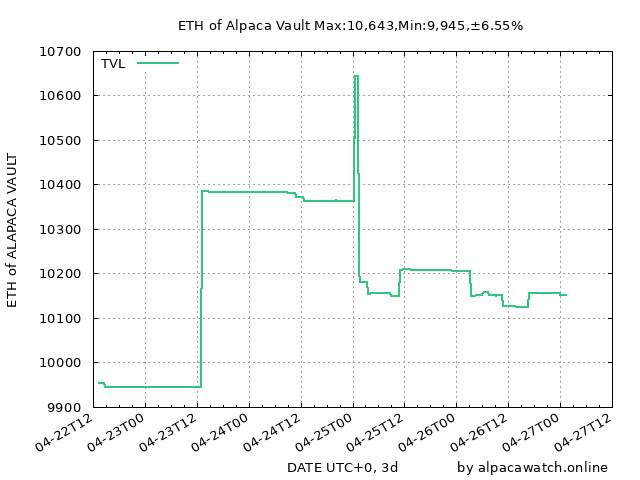 ETH of Alpaca Vault Max:10,643,Min:9,945,±6.55%
TVL
10700
10600
10500
10400
10300
10200
10100
10000
9900
ETH of ALAPACA VAULT
04-22T12
04-23T00
04-23T12
04-24T00
04-24T12
04-25T00
04-25T12
04-26T00
04-26T12
04-27T00
04-27T12
DATE UTC+0, 3d
by alpacawatch.online